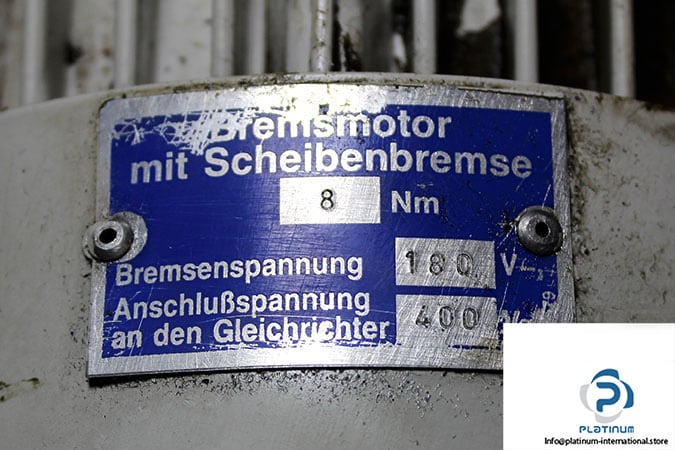 Bremsmotor
mit Scheibenbremse
8 Nm
Bremsenspannung 180 V
Anschlußspannung
an den Gleichrichter 400
PLATINUM
Info@platinum-international.store